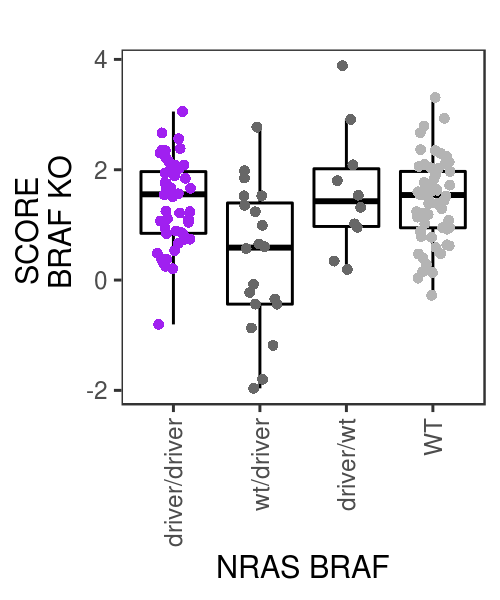 SCORE
BRAF KO
4
2
0
-2
driver/driver
wt/driver
driver/wt
WT
NRAS BRAF